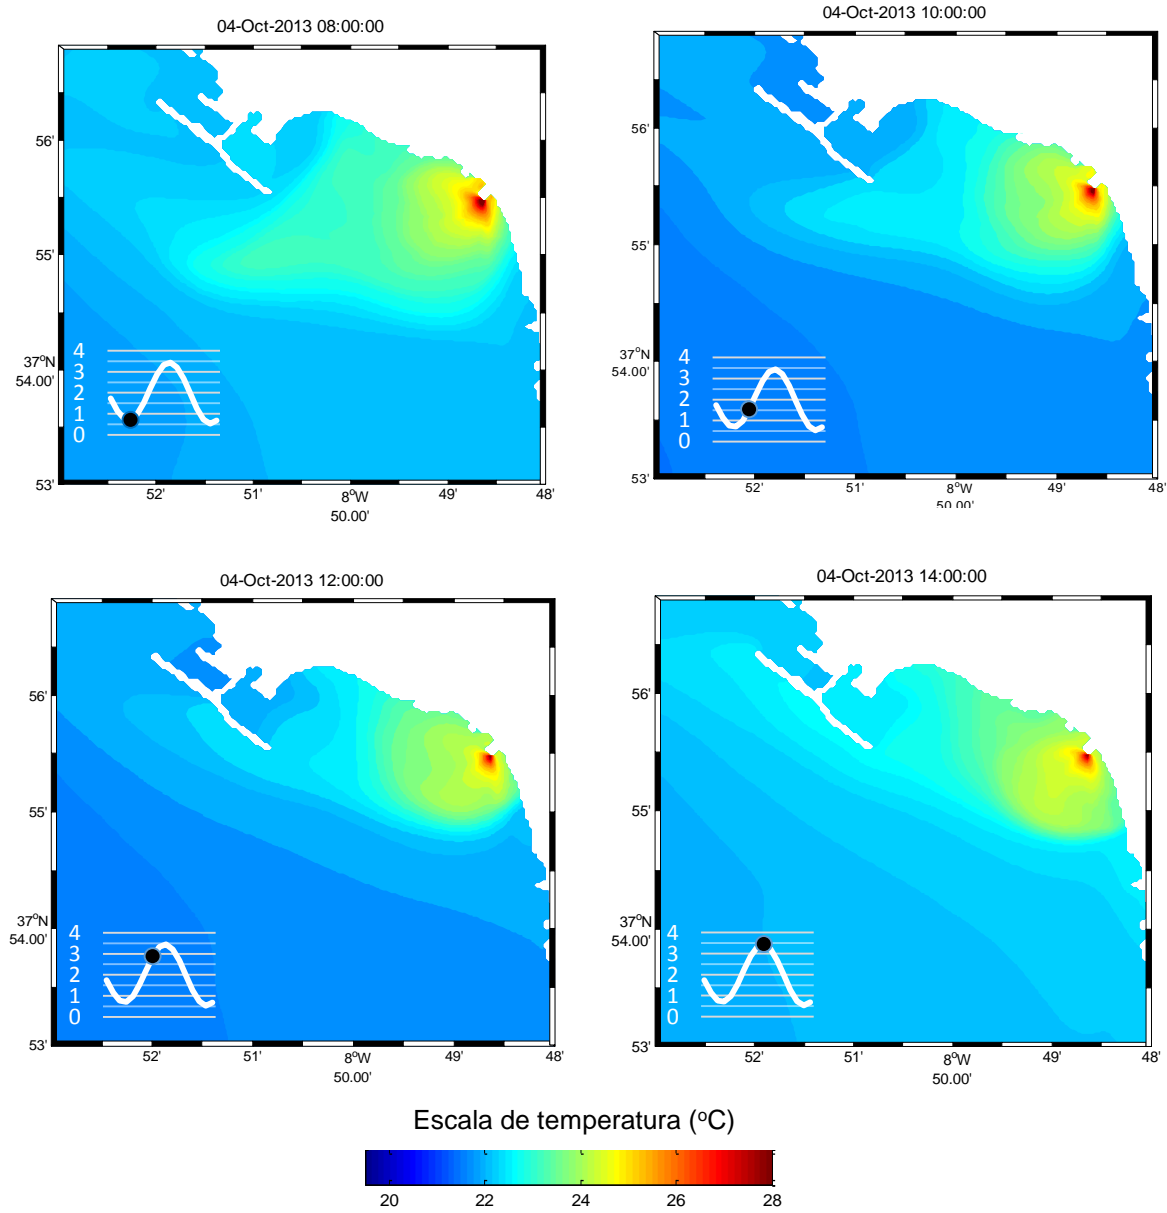 04-Oct-2013 08:00:00
56'
55'
37°N
54.00'
53'
4
3
2
1
0
52' 51' 8°W 49' 48'
50.00'
04-Oct-2013 10:00:00
56'
55'
37°N
54.00'
53'
4
3
2
1
0
52' 51' 8°W 49' 48'
50.00'
04-Oct-2013 12:00:00
56'
55'
37°N
54.00'
53'
4
3
2
1
0
52' 51' 8°W 49' 48'
50.00'
04-Oct-2013 14:00:00
56'
55'
37°N
54.00'
53'
4
3
2
1
0
52' 51' 8°W 49' 48'
50.00'
Escala de temperatura (°C)
20 22 24 26 28